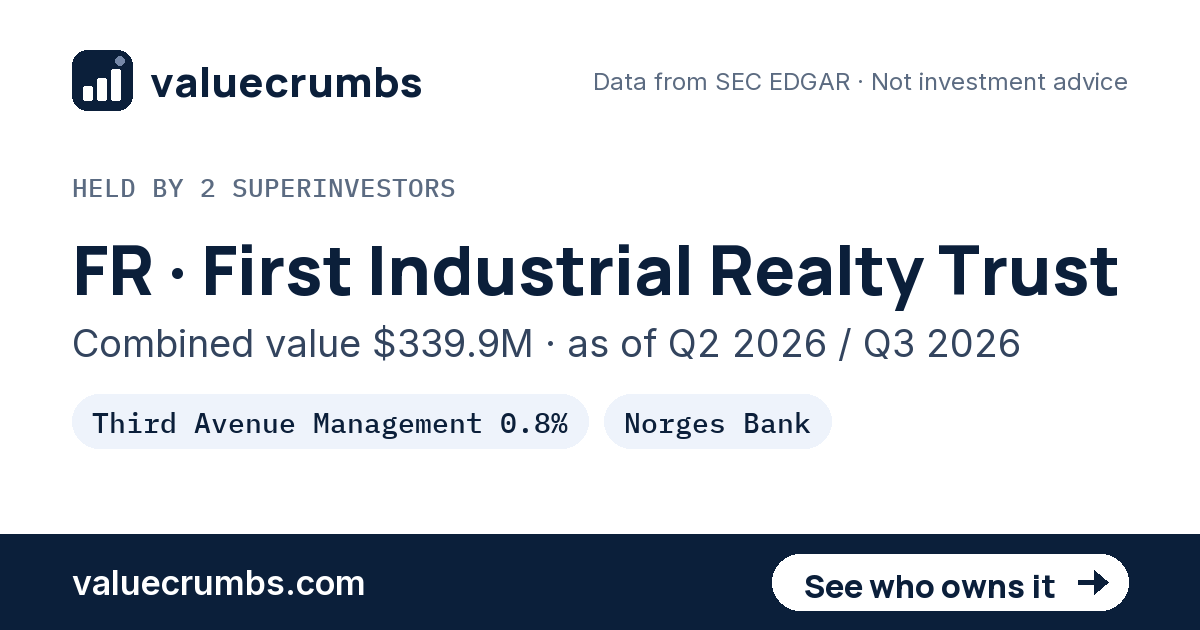 valuecrumbs
Data from SEC EDGAR · Not investment advice
HELD BY 2 SUPERINVESTORS
FR · First Industrial Realty Trust
Combined value $339.9M · as of Q2 2026 / Q3 2026
Third Avenue Management 0.8%
Norges Bank
valuecrumbs.com
See who owns it →